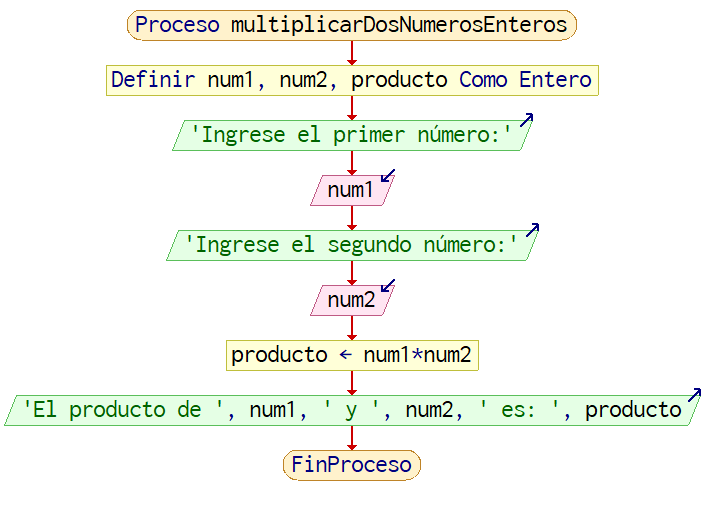 Proceso multiplicarDosNumerosEnteros
Definir num1, num2, producto Como Entero
'Ingrese el primer número:'
num1
'Ingrese el segundo número:'
num2
producto ← num1*num2
'El producto de ', num1, ' y ', num2, ' es: ', producto
FinProceso